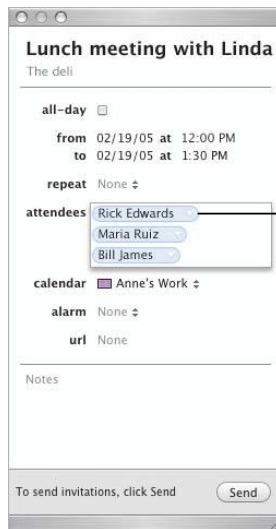 Lunch meeting with Linda
The deli
all-day
from 02/19/05 at 12:00 PM
to 02/19/05 at 1:30 PM
repeat None
attendees Rick Edwards
Maria Ruiz
Bill James
calendar Anne's Work
alarm None
url None
Notes
To send invitations, click Send Send